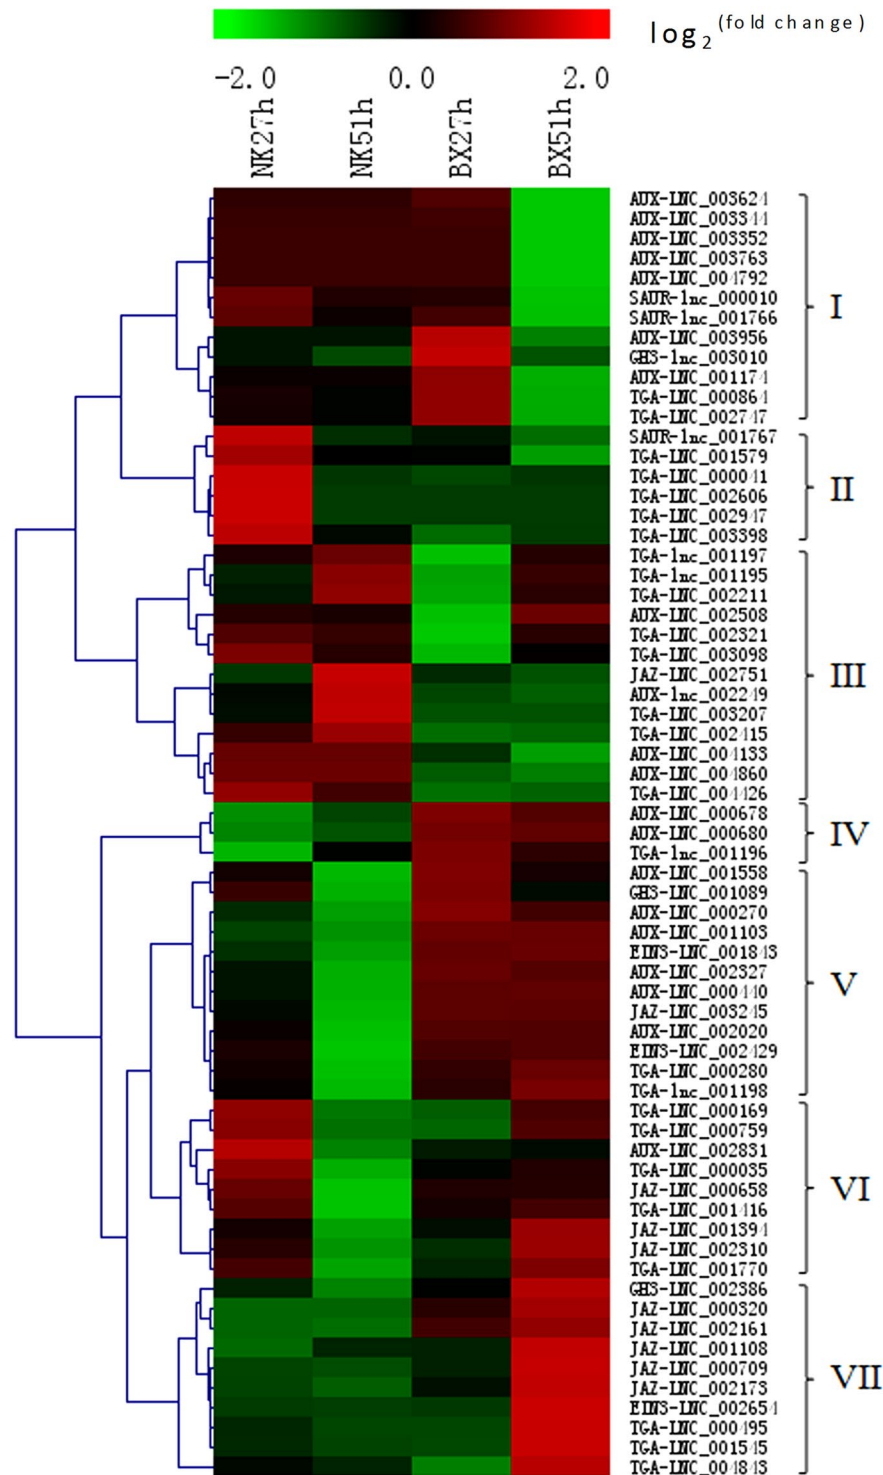 log2 (fold change)
-2.0 0.0 2.0
NK27h NK51h BX27h BX51h
AUX-LNC_003624
AUX-LNC_003344
AUX-LNC_003352
AUX-LNC_003763
AUX-LNC_004792
SAUR-lnc_000010
SAUR-lnc_001766
I
AUX-LNC_003956
GH3-lnc_003010
AUX-LNC_001174
TGA-LNC_000864
TGA-LNC_002747
SAUR-lnc_001767
TGA-LNC_001579
TGA-LNC_000041
II
TGA-LNC_002606
TGA-LNC_002947
TGA-LNC_003398
TGA-lnc_001197
TGA-lnc_001195
TGA-LNC_002211
AUX-LNC_002508
TGA-LNC_002321
TGA-LNC_003098
JAZ-LNC_002751
III
AUX-lnc_002249
TGA-LNC_003207
TGA-LNC_002415
AUX-LNC_004133
AUX-LNC_004860
TGA-LNC_004426
AUX-LNC_000678
AUX-LNC_000680
IV
TGA-lnc_001196
AUX-LNC_001558
GH3-LNC_001089
AUX-LNC_000270
AUX-LNC_001103
EIN3-LNC_001843
AUX-LNC_002327
V
AUX-LNC_000440
JAZ-LNC_003245
AUX-LNC_002020
EIN3-LNC_002429
TGA-LNC_000280
TGA-lnc_001198
TGA-LNC_000169
TGA-LNC_000759
AUX-LNC_002831
TGA-LNC_000035
JAZ-LNC_000658
VI
TGA-LNC_001416
JAZ-LNC_001394
JAZ-LNC_002310
TGA-LNC_001770
GH3-LNC_002386
JAZ-LNC_000320
JAZ-LNC_002161
JAZ-LNC_001108
JAZ-LNC_000709
VII
JAZ-LNC_002173
EIN3-LNC_002654
TGA-LNC_000495
TGA-LNC_001545
TGA-LNC_004843